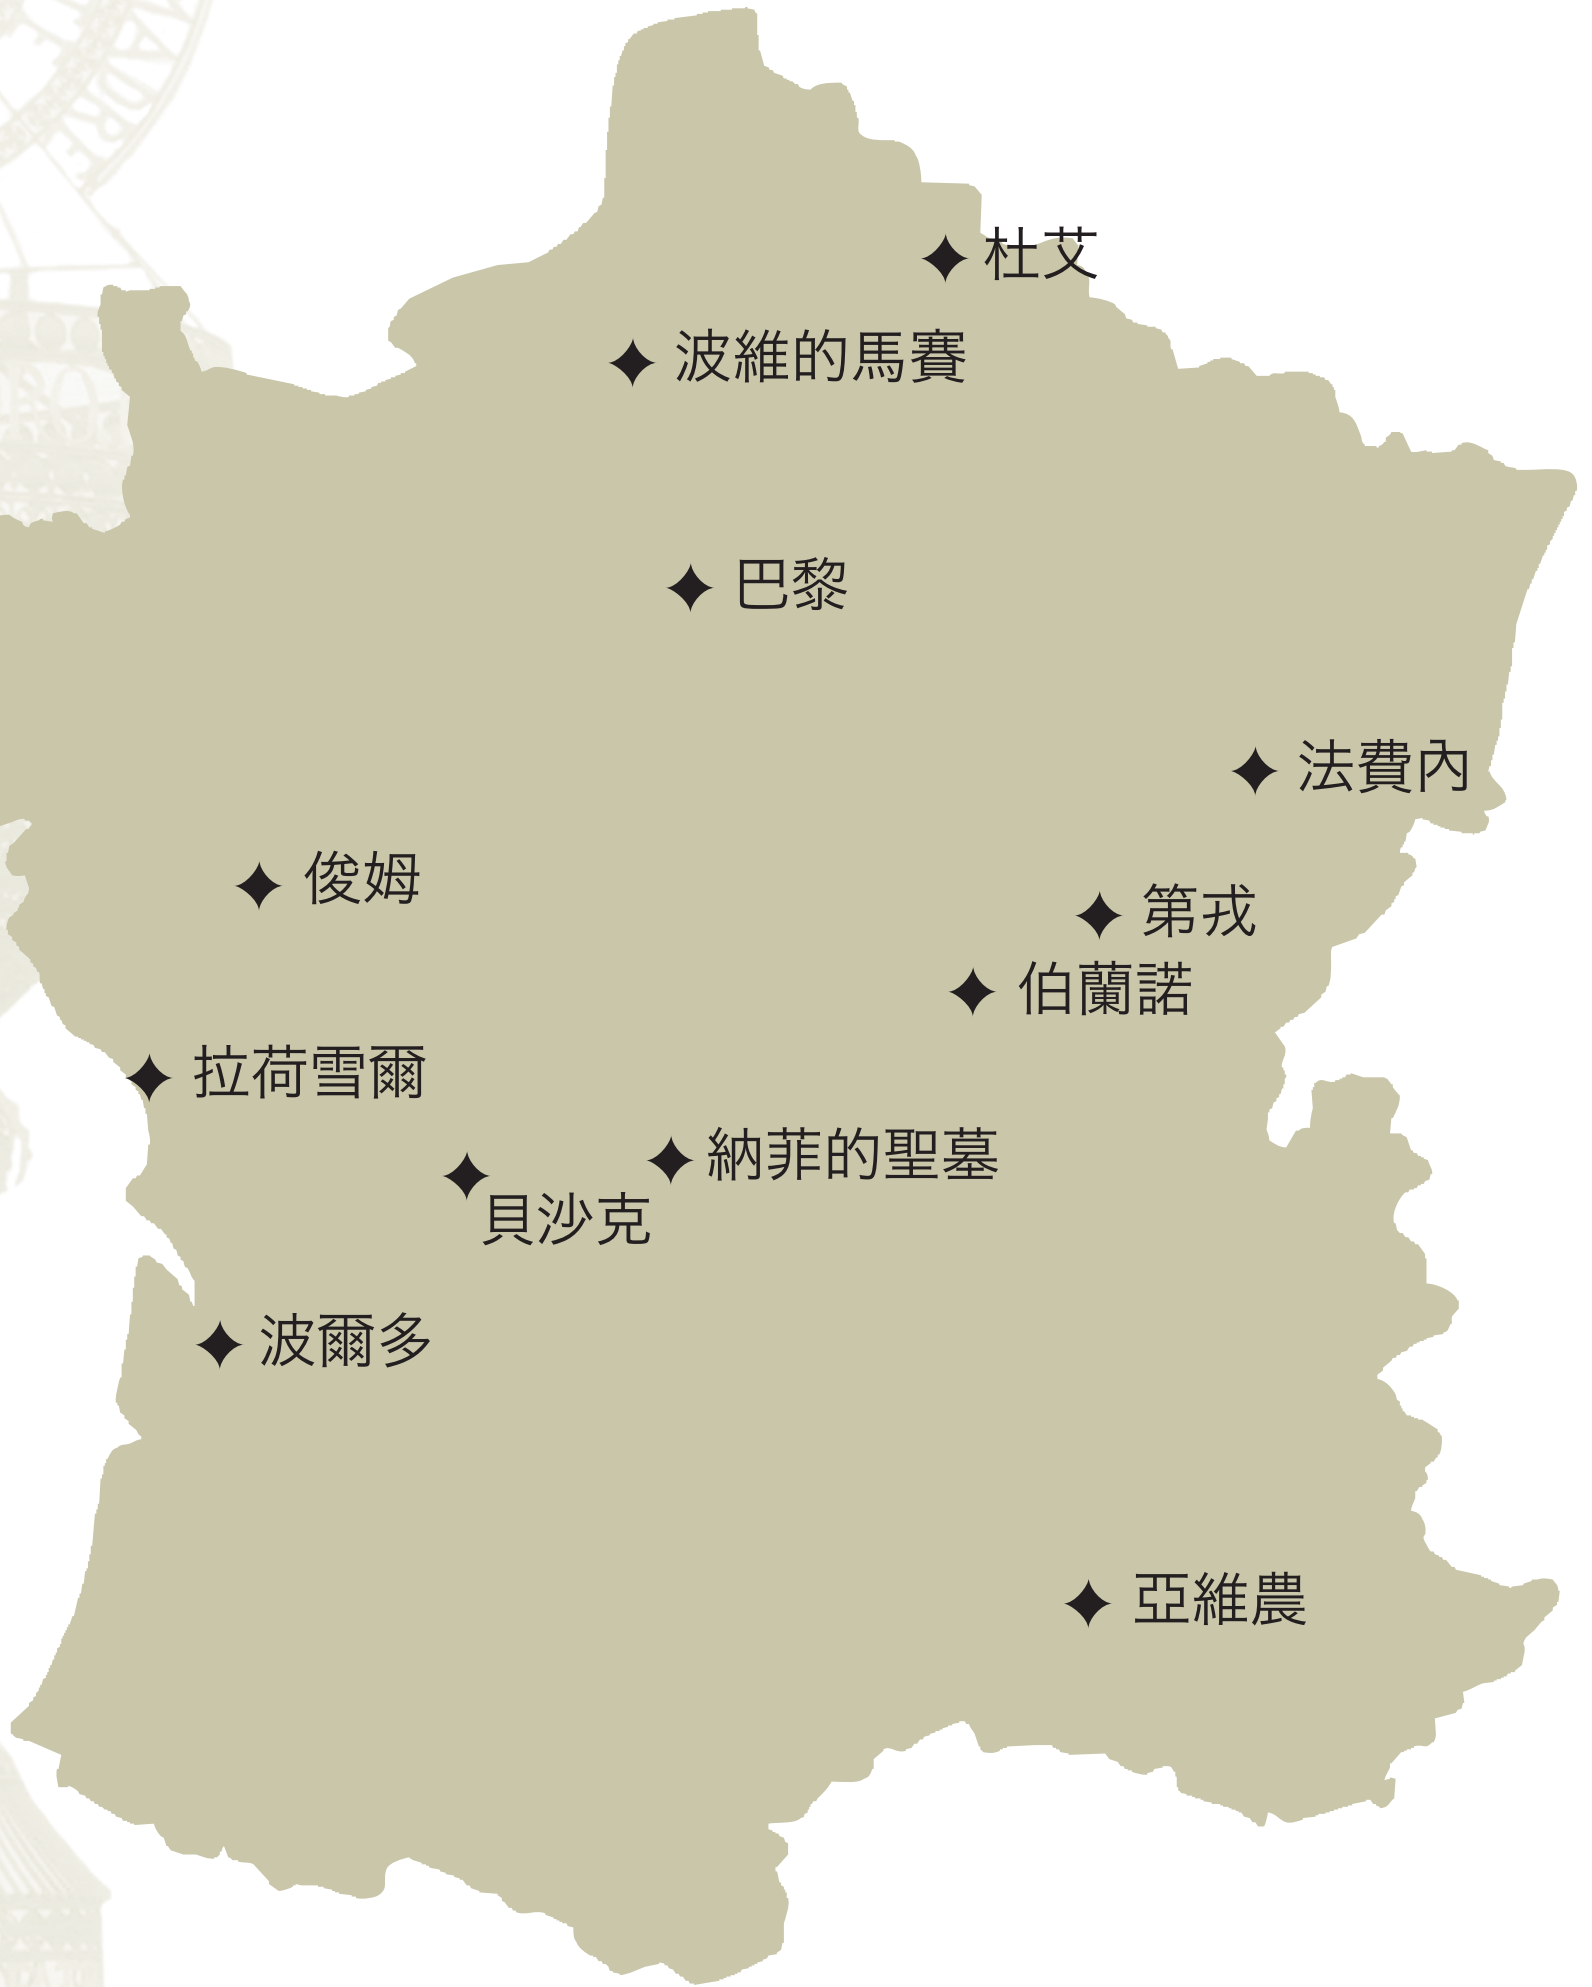 杜艾
波維的馬賽
巴黎
法費內
俊姆
第戎
伯蘭諾
拉荷雪爾
納菲的聖墓
貝沙克
波爾多
亞維農